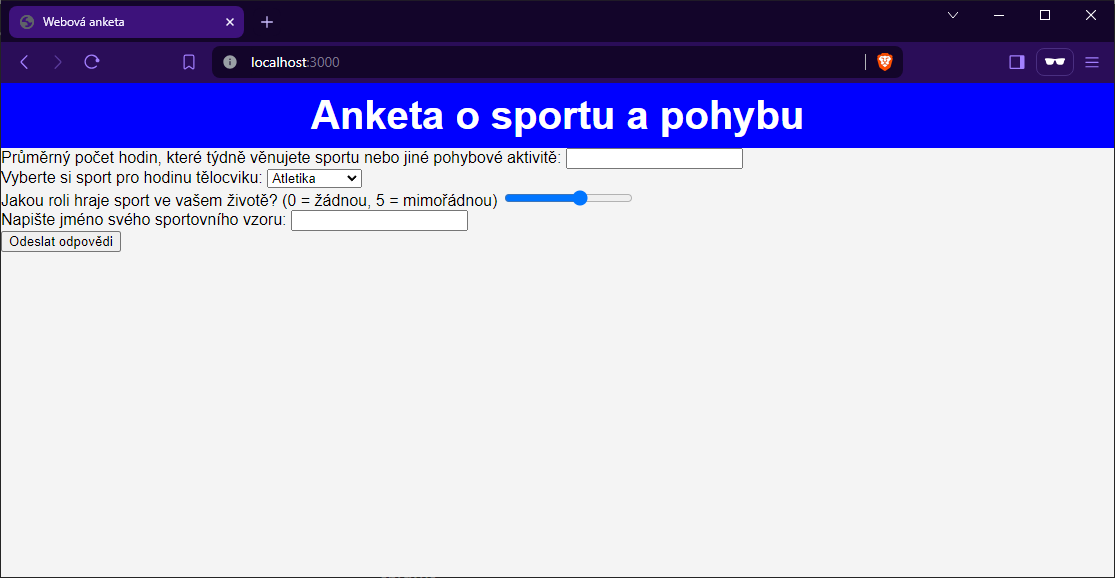 Webová anketa
localhost:3000
Anketa o sportu a pohybu
Průměrný počet hodin, které týdně věnujete sportu nebo jiné pohybové aktivitě:
Vyberte si sport pro hodinu tělocviku: Atletika
Jakou roli hraje sport ve vašem životě? (0 = žádnou, 5 = mimořádnou)
Napište jméno svého sportovního vzoru:
Odeslat odpovědi